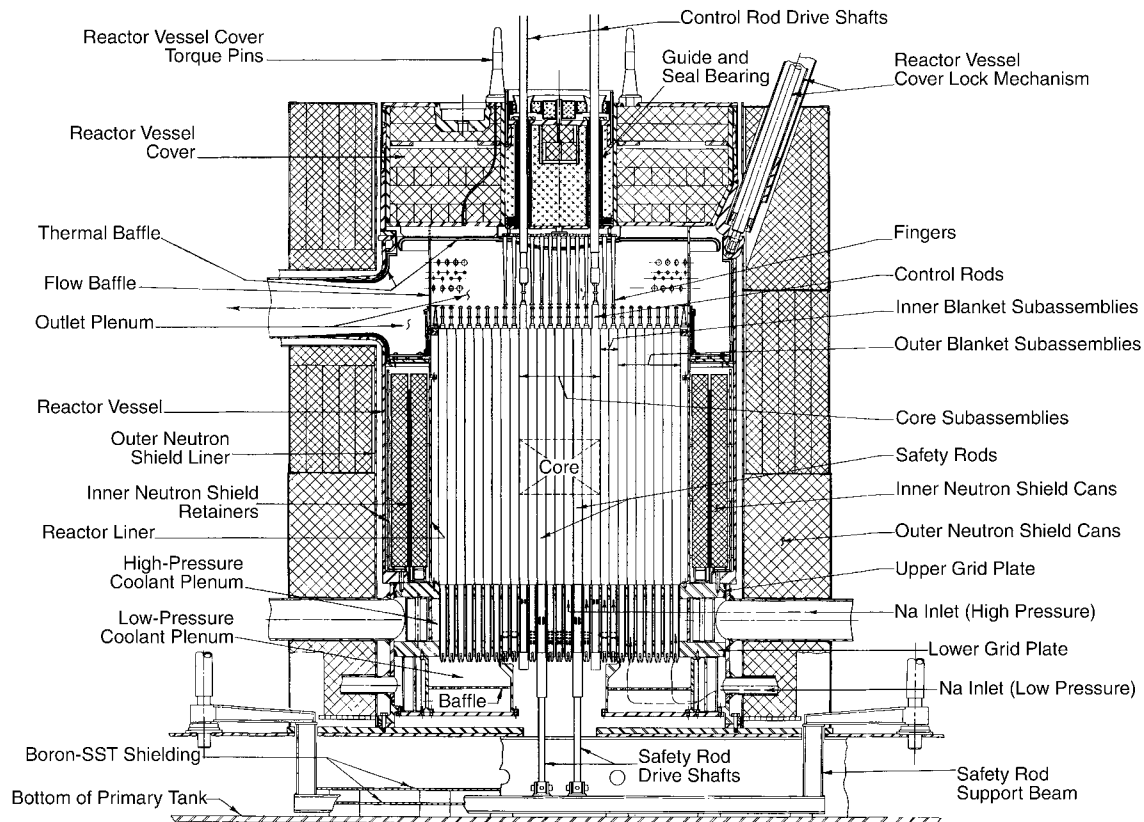 Control Rod Drive Shafts
Reactor Vessel Cover
Torque Pins
Guide and
Seal Bearing
Reactor Vessel
Cover Lock Mechanism
Reactor Vessel
Cover
Thermal Baffle
Flow Baffle
Outlet Plenum
Reactor Vessel
Outer Neutron
Shield Liner
Inner Neutron Shield
Retainers
Reactor Liner
High-Pressure
Coolant Plenum
Low-Pressure
Coolant Plenum
Boron-SST Shielding
Bottom of Primary Tank
Core
Baffle
Safety Rod
Drive Shafts
Fingers
Control Rods
Inner Blanket Subassemblies
Outer Blanket Subassemblies
Core Subassemblies
Safety Rods
Inner Neutron Shield Cans
Outer Neutron Shield Cans
Upper Grid Plate
Na Inlet (High Pressure)
Lower Grid Plate
Na Inlet (Low Pressure)
Safety Rod
Support Beam